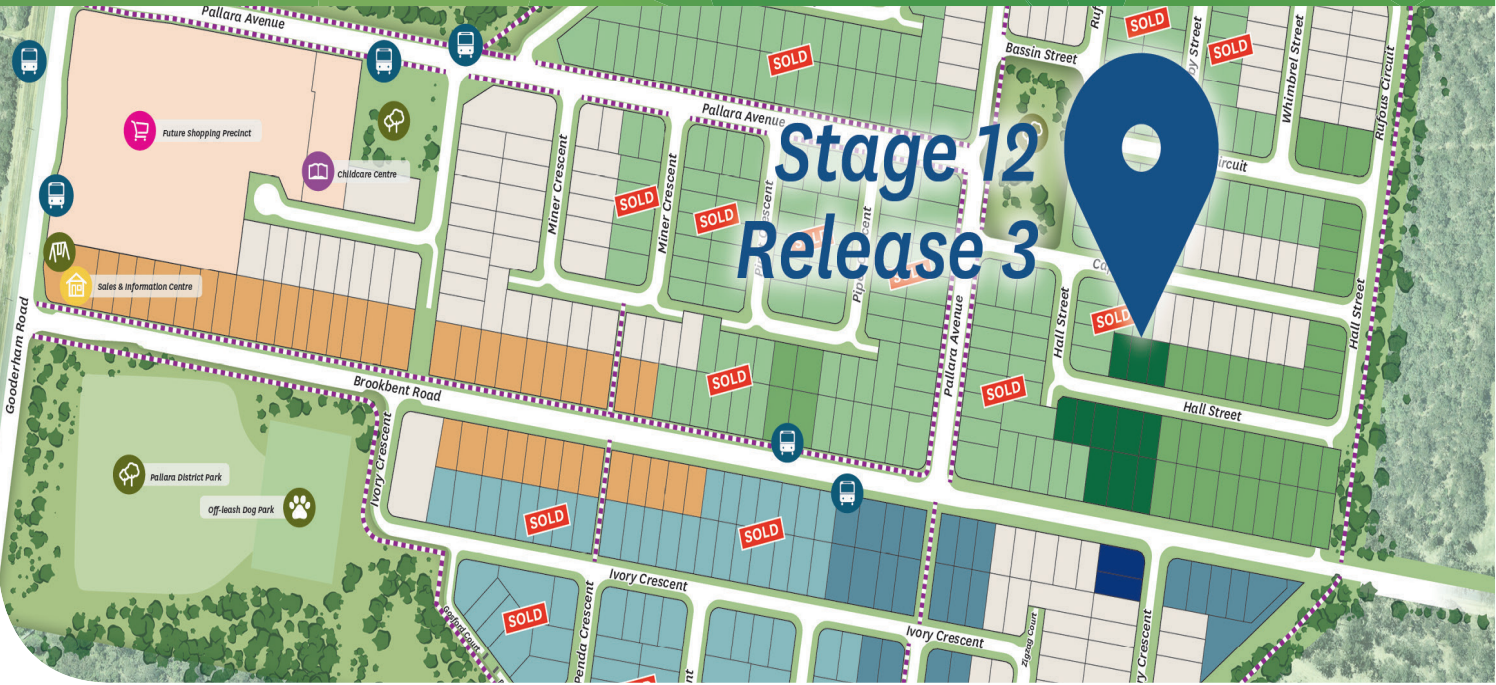 Pallara Avenue
SOLD
SOLD
SOLD
Bassin Street
Whimbrel Street
Rufous Circuit
Future Shopping Precinct
Childcare Centre
Pallara Avenue
Stage 12
Release 3
Miner Crescent
SOLD
Miner Crescent
SOLD
Sales & Information Centre
Gooderham Road
Hall Street
SOLD
Hall Street
Pallara Avenue
SOLD
SOLD
Hall Street
Brookbent Road
Ivory Crescent
Pallara District Park
Off-leash Dog Park
SOLD
SOLD
Ivory Crescent
SOLD
Penda Crescent
Ivory Crescent
Zigzag Court